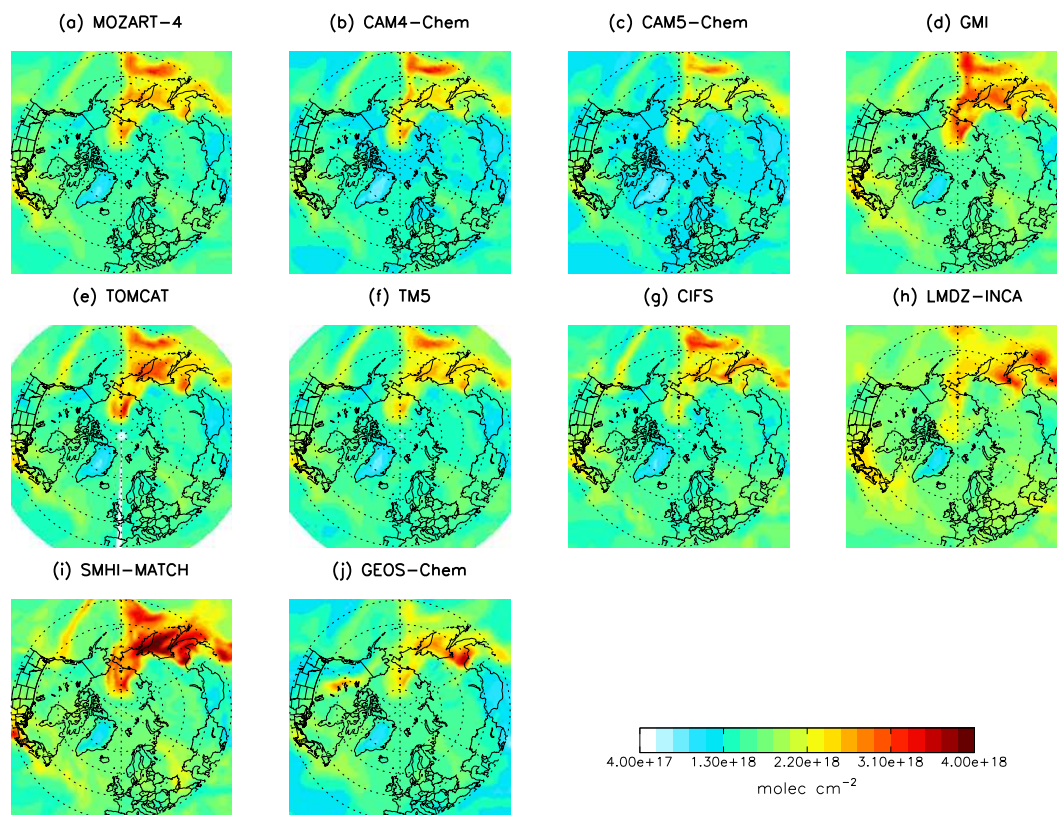 (a) MOZART-4
(b) CAM4-Chem
(c) CAM5-Chem
(d) GMI
(e) TOMCAT
(f) TM5
(g) CIFS
(h) LMDZ-INCA
(i) SMHI-MATCH
(j) GEOS-Chem
4.00e+17 1.30e+18 2.20e+18 3.10e+18 4.00e+18
molec cm⁻²